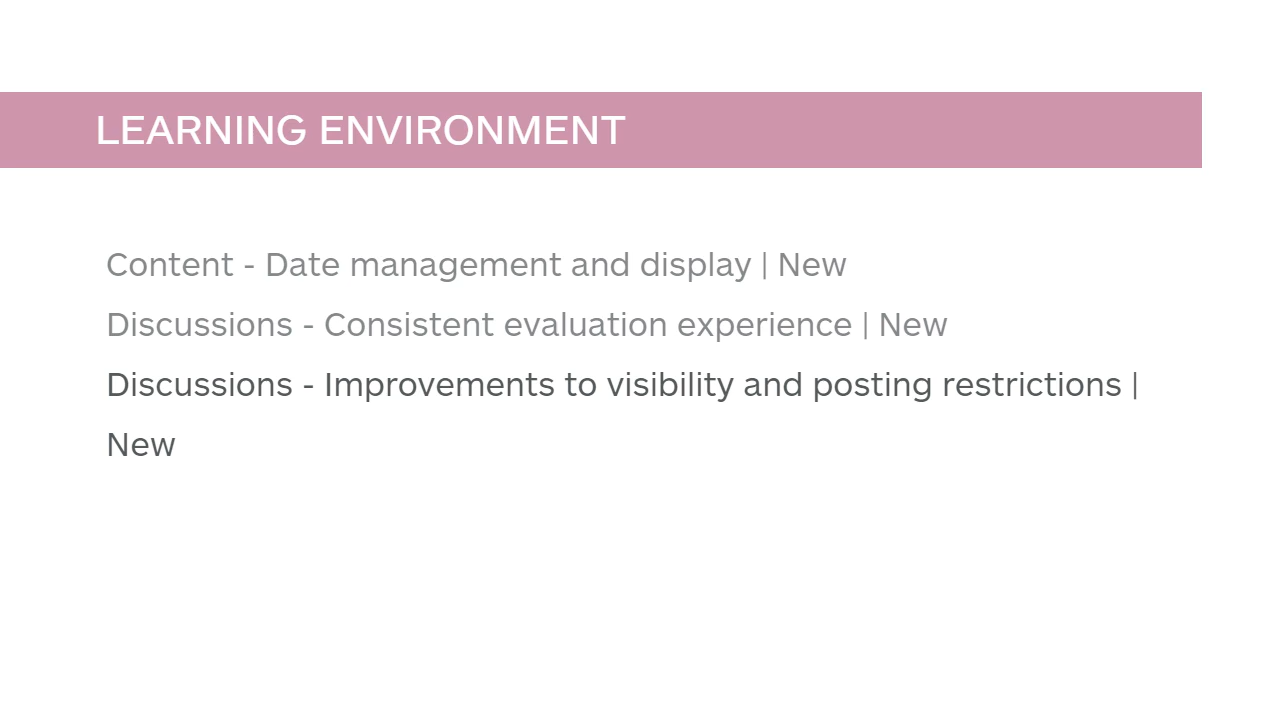 LEARNING ENVIRONMENT
Content - Date management and display | New
Discussions - Consistent evaluation experience | New
Discussions - Improvements to visibility and posting restrictions |
New